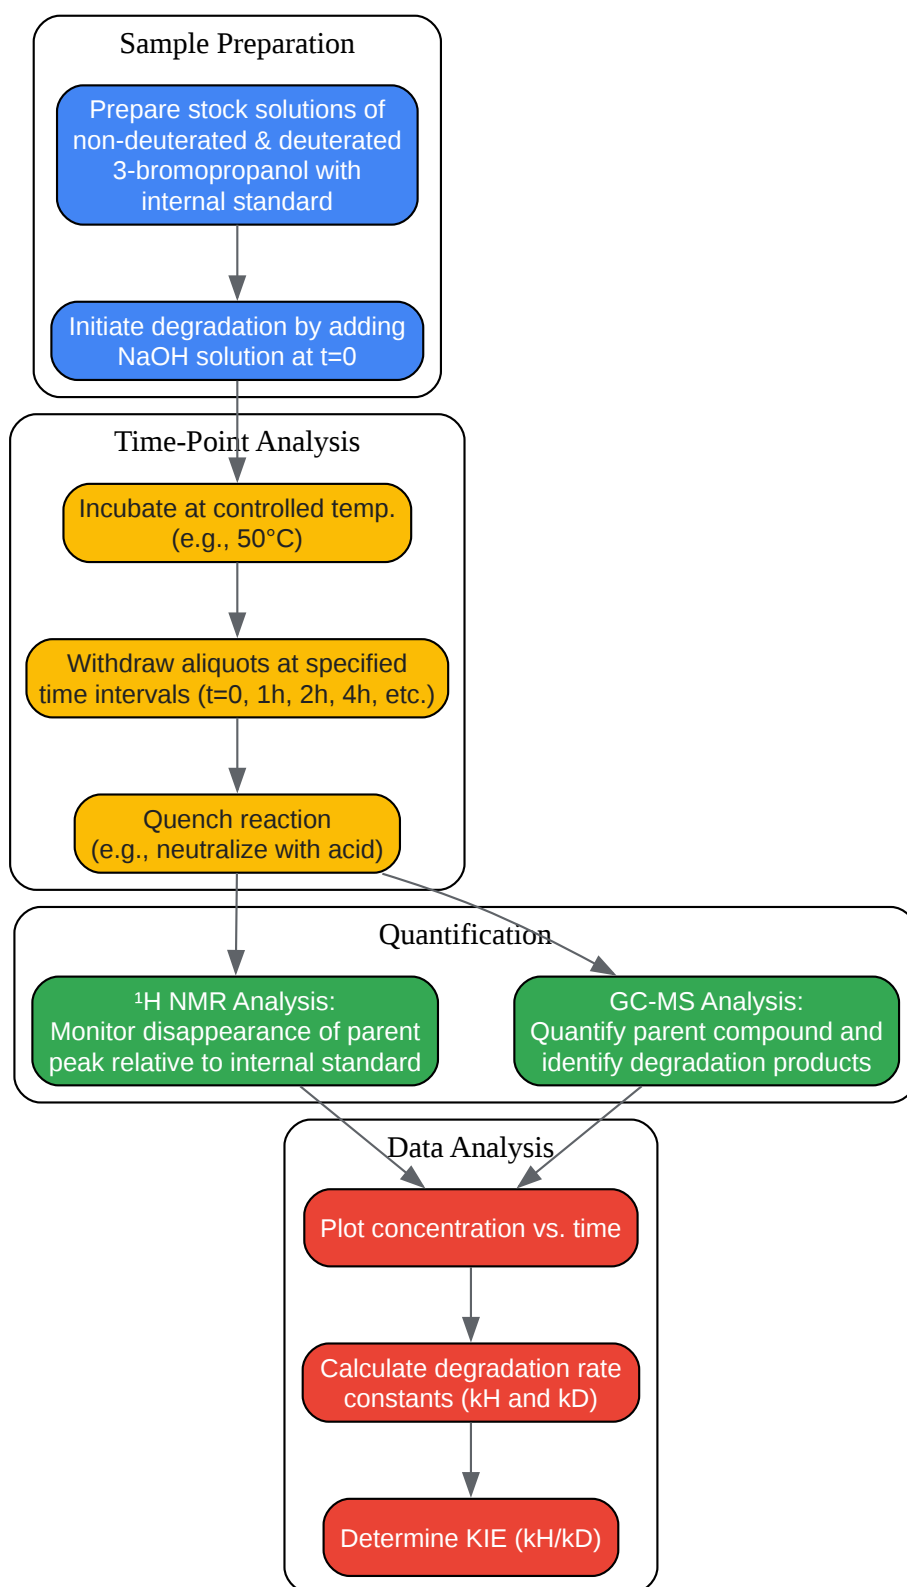 Sample Preparation
Prepare stock solutions of
non-deuterated & deuterated
3-bromopropanol with
internal standard
Initiate degradation by adding
NaOH solution at t=0
Time-Point Analysis
Incubate at controlled temp.
(e.g., 50°C)
Withdraw aliquots at specified
time intervals (t=0, 1h, 2h, 4h, etc.)
Quench reaction
(e.g., neutralize with acid)
Quantification
¹H NMR Analysis:
Monitor disappearance of parent
peak relative to internal standard
GC-MS Analysis:
Quantify parent compound and
identify degradation products
Data Analysis
Plot concentration vs. time
Calculate degradation rate
constants (kH and kD)
Determine KIE (kH/kD)